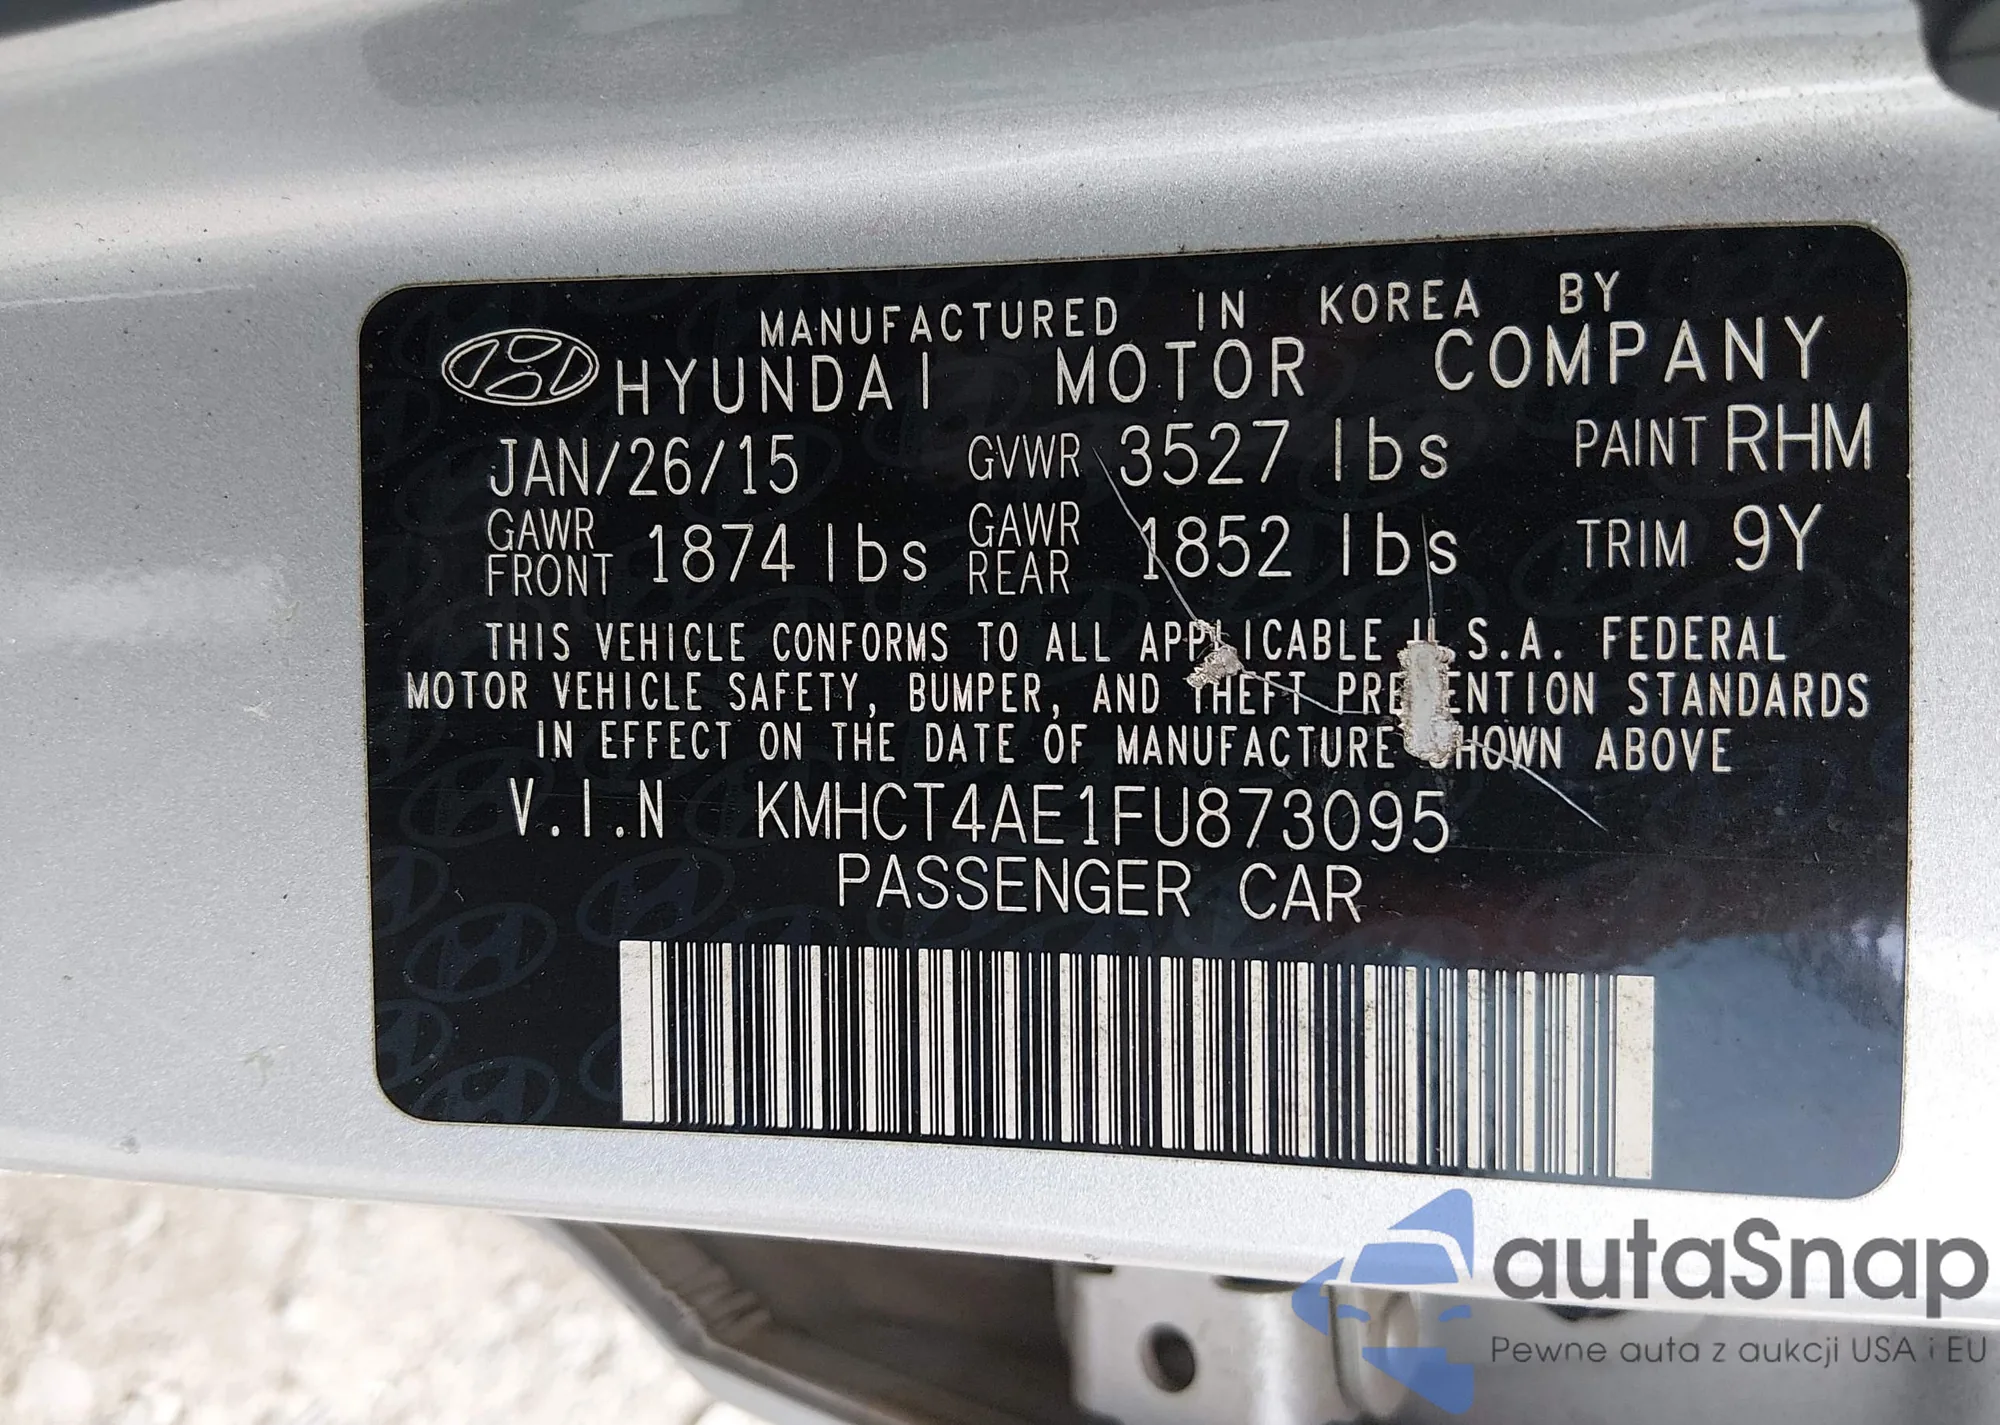 MANUFACTURED IN KOREA BY
HYUNDAI MOTOR COMPANY
JAN/26/15 GVWR 3527 lbs PAINT RHM
GAWR FRONT 1874 lbs GAWR REAR 1852 lbs TRIM 9Y
THIS VEHICLE CONFORMS TO ALL APPLICABLE U.S.A. FEDERAL
MOTOR VEHICLE SAFETY, BUMPER, AND THEFT PREVENTION STANDARDS
IN EFFECT ON THE DATE OF MANUFACTURE SHOWN ABOVE
V.I.N KMHCT4AE1FU873095
PASSENGER CAR
autaSnap
Pewne auta z aukcji USA i EU